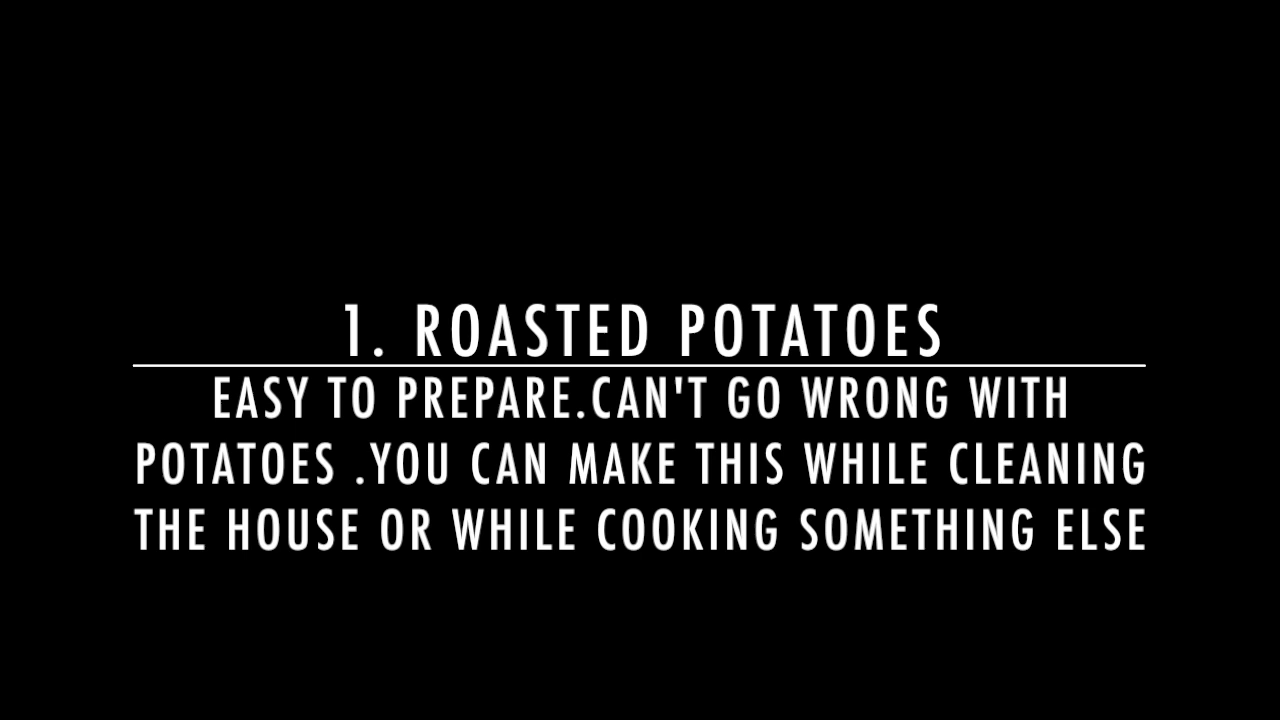 1. ROASTED POTATOES
EASY TO PREPARE.CAN'T GO WRONG WITH
POTATOES .YOU CAN MAKE THIS WHILE CLEANING
THE HOUSE OR WHILE COOKING SOMETHING ELSE